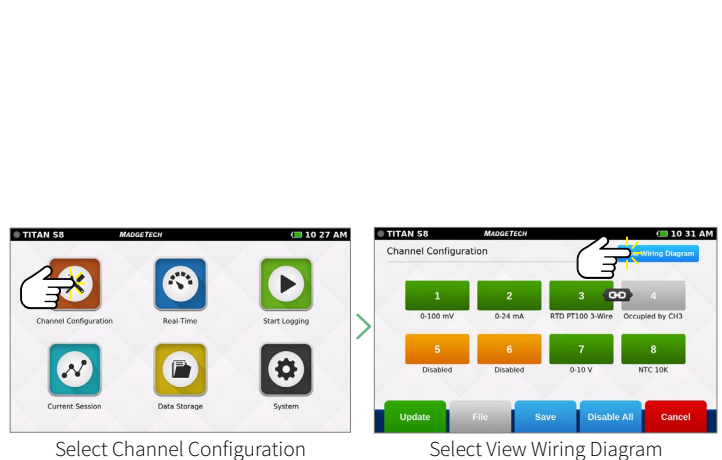 TITAN S8 MADGETECH 10 27 AM
Channel Configuration Real-Time Start Logging
Current Session Data Storage System
Select Channel Configuration
TITAN S8 MADGETECH 10 31 AM
Channel Configuration Wiring Diagram
1 2 3 4
0-100 mV 0-24 mA RTD PT100 3-Wire Occupied by CH3
5 6 7 8
Disabled Disabled 0-10 V NTC 10K
Update File Save Disable All Cancel
Select View Wiring Diagram